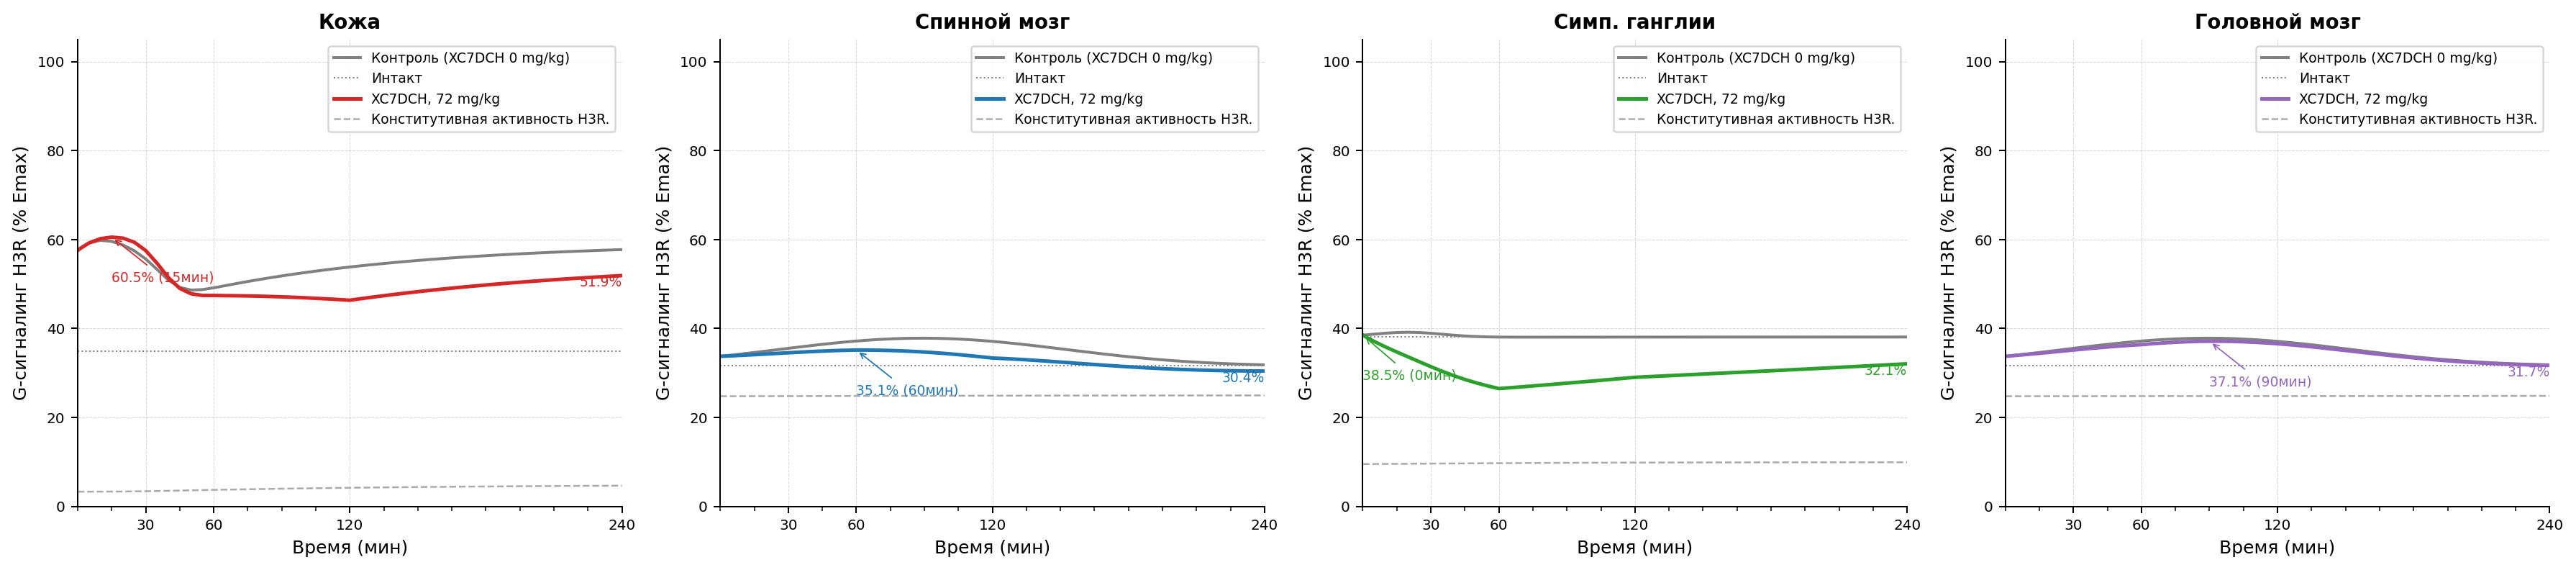 Кожа
G-сигналинг H3R (% Emax)
100
80
60
40
20
0
Контроль (XC7DCH 0 mg/kg)
Интакт
XC7DCH, 72 mg/kg
Конститутивная активность H3R.
60.5% (15мин)
51.9%
30
60
120
240
Время (мин)
Спинной мозг
G-сигналинг H3R (% Emax)
100
80
60
40
20
0
Контроль (XC7DCH 0 mg/kg)
Интакт
XC7DCH, 72 mg/kg
Конститутивная активность H3R.
35.1% (60мин)
30.4%
30
60
120
240
Время (мин)
Симп. ганглии
G-сигналинг H3R (% Emax)
100
80
60
40
20
0
Контроль (XC7DCH 0 mg/kg)
Интакт
XC7DCH, 72 mg/kg
Конститутивная активность H3R.
38.5% (0мин)
32.1%
30
60
120
240
Время (мин)
Головной мозг
G-сигналинг H3R (% Emax)
100
80
60
40
20
0
Контроль (XC7DCH 0 mg/kg)
Интакт
XC7DCH, 72 mg/kg
Конститутивная активность H3R.
37.1% (90мин)
31.7%
30
60
120
240
Время (мин)